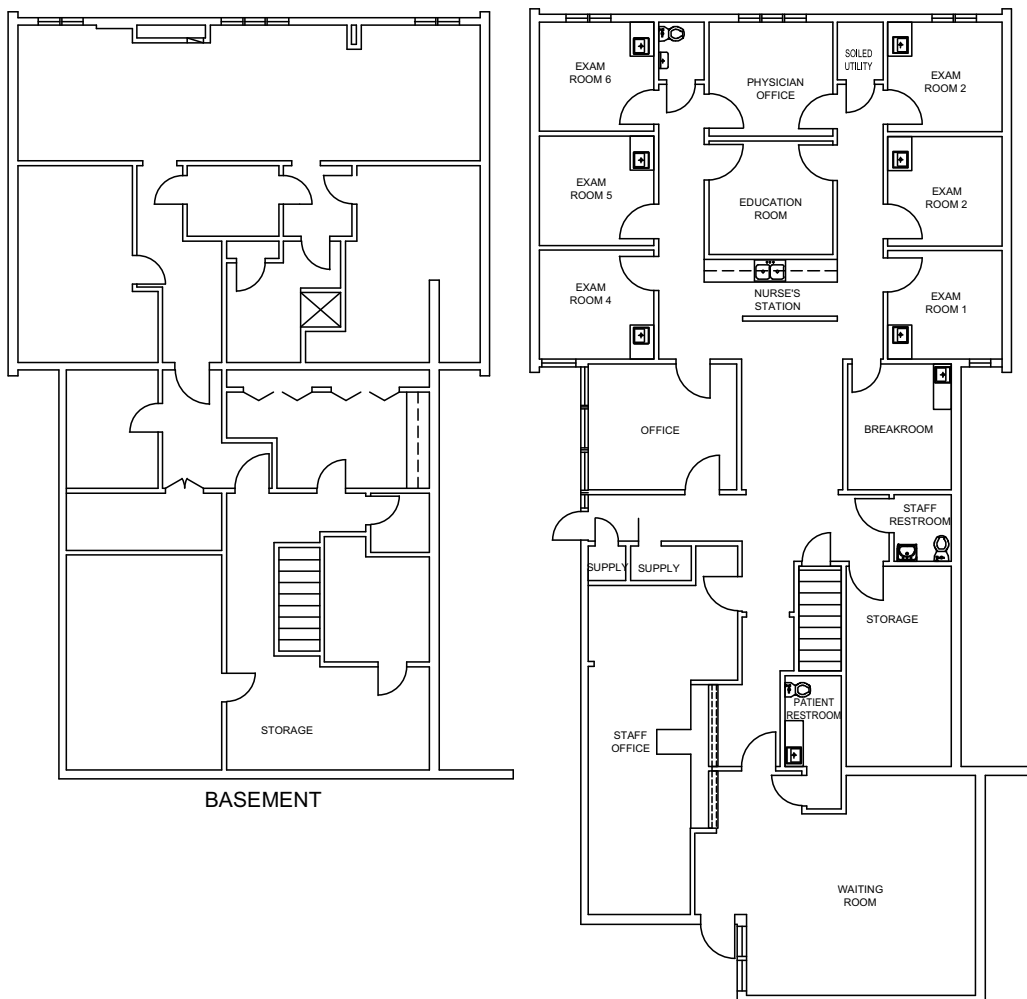 EXAM
ROOM 6
PHYSICIAN
OFFICE
SOILED
UTILITY
EXAM
ROOM 2
EXAM
ROOM 5
EDUCATION
ROOM
EXAM
ROOM 2
EXAM
ROOM 4
NURSE'S
STATION
EXAM
ROOM 1
OFFICE
BREAKROOM
STAFF
RESTROOM
SUPPLY
SUPPLY
STORAGE
PATIENT
RESTROOM
STAFF
OFFICE
WAITING
ROOM
STORAGE
BASEMENT